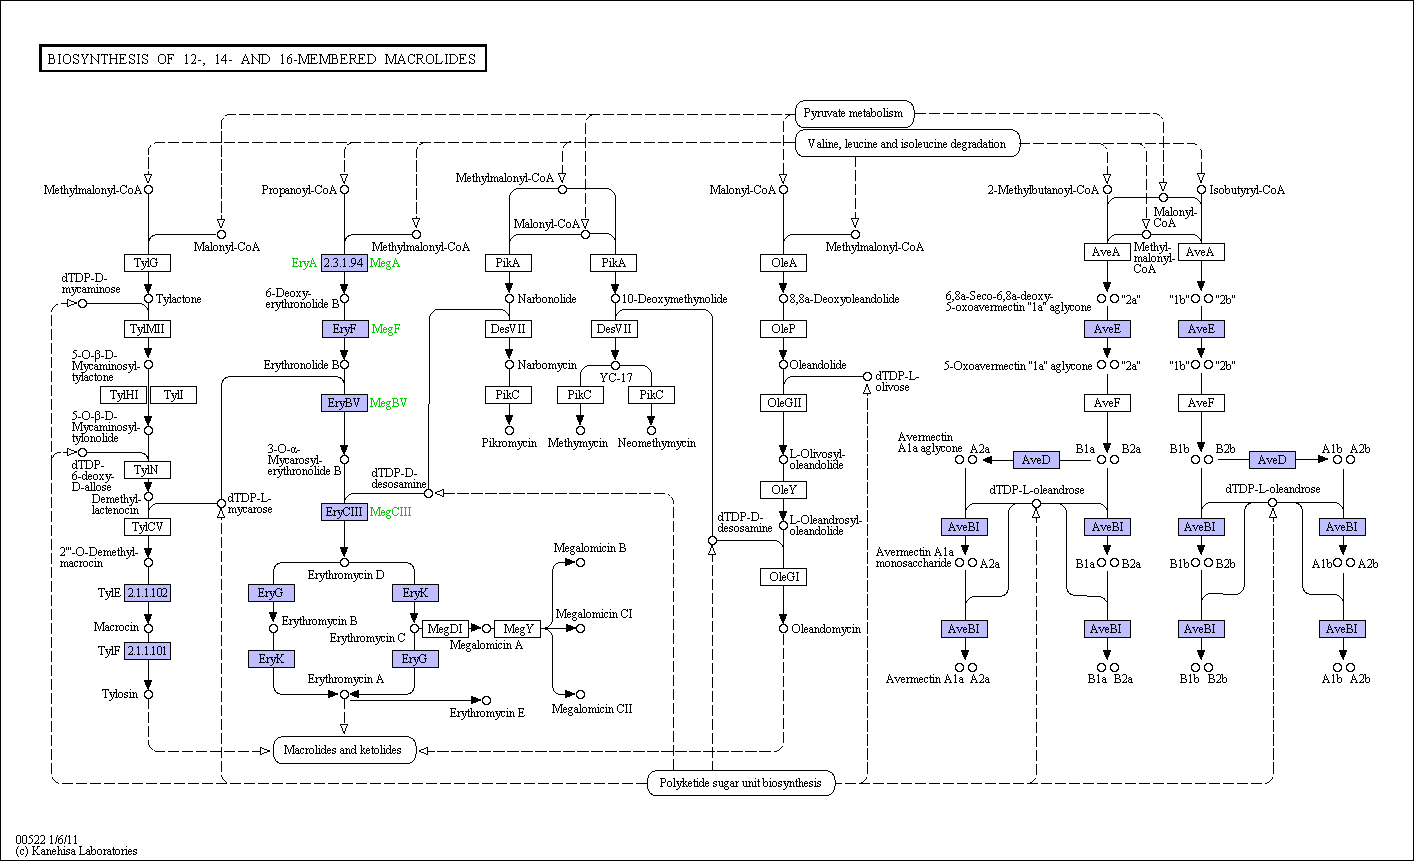 BIOSYNTHESIS OF 12-, 14- AND 16-MEMBERED MACROLIDES
Pyruvate metabolism
Valine, leucine and isoleucine degradation
Methylmalonyl-CoA
Malonyl-CoA
TylG
dTDP-D-
mycaminose
Tylactone
TylMII
5-O-β-D-
Mycaminosyl-
tylactone
TylHI
TylI
5-O-β-D-
Mycaminosyl-
tylonolide
dTDP-
6-deoxy-
D-allose
TylN
Demethyl-
lactenocin
dTDP-L-
mycarose
TylCV
2'''-O-Demethyl-
macrocin
TylE
2.1.1.102
Macrocin
TylF
2.1.1.101
Tylosin
Propanoyl-CoA
Methylmalonyl-CoA
EryA
2.3.1.94
MegA
6-Deoxy-
erythronolide B
EryF
MegF
Erythronolide B
EryBV
MegBV
3-O-α-
Mycarosyl-
erythronolide B
dTDP-D-
desosamine
EryCIII
MegCIII
Erythromycin D
EryG
EryK
Erythromycin B
Erythromycin C
EryK
EryG
Erythromycin A
Erythromycin E
MegDI
Megalomicin A
MegY
Megalomicin B
Megalomicin CI
Megalomicin CII
Macrolides and ketolides
Methylmalonyl-CoA
Malonyl-CoA
PikA
PikA
Narbonolide
10-Deoxymethynolide
DesVII
DesVII
Narbomycin
YC-17
PikC
PikC
PikC
Pikromycin
Methymycin
Neomethymycin
Malonyl-CoA
Methylmalonyl-CoA
OleA
8,8a-Deoxyoleandolide
OleP
Oleandolide
dTDP-L-
olivose
OleGII
L-Olivosyl-
oleandolide
OleY
L-Oleandrosyl-
oleandolide
dTDP-D-
desosamine
OleGI
Oleandomycin
Polyketide sugar unit biosynthesis
2-Methylbutanoyl-CoA
Isobutyryl-CoA
Malonyl-
CoA
Methyl-
malonyl-
CoA
AveA
AveA
6,8a-Seco-6,8a-deoxy-
5-oxoavermectin "1a" aglycone
"2a"
"1b"
"2b"
AveE
AveE
5-Oxoavermectin "1a" aglycone
"2a"
"1b"
"2b"
AveF
AveF
Avermectin
A1a aglycone
A2a
AveD
B1a
B2a
B1b
B2b
AveD
A1b
A2b
dTDP-L-oleandrose
dTDP-L-oleandrose
AveBI
AveBI
AveBI
AveBI
Avermectin A1a
monosaccharide
A2a
B1a
B2a
B1b
B2b
A1b
A2b
AveBI
AveBI
AveBI
AveBI
Avermectin A1a A2a
B1a B2a
B1b B2b
A1b A2b
00522 1/6/11
(c) Kanehisa Laboratories